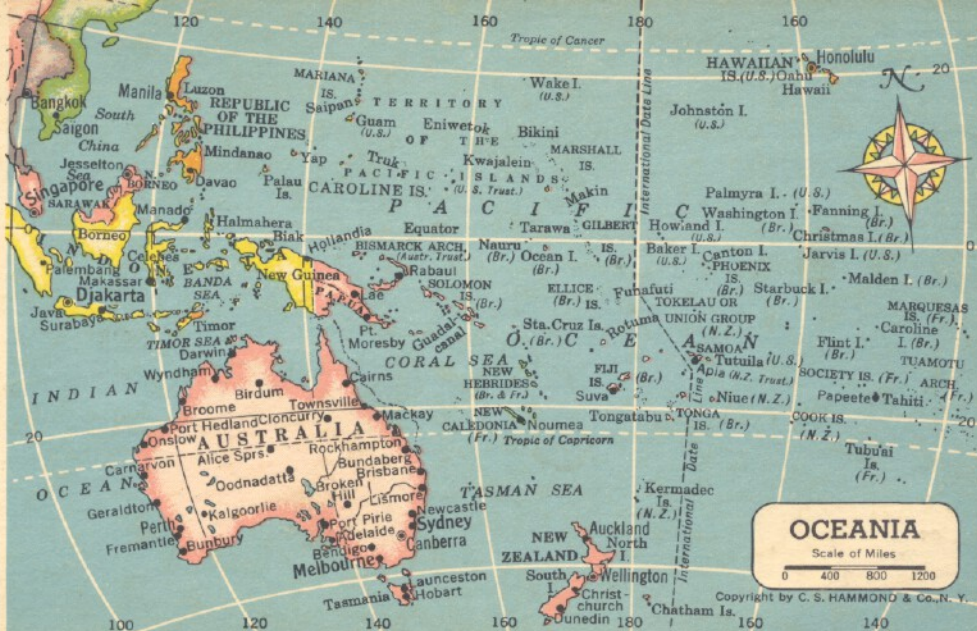 120
140
160
180
160
Tropic of Cancer
HAWAIIAN
IS. (U.S.)
Honolulu
Oahu
Hawaii
20
N
Bangkok
Saigon
South
China
Sea
Manila
Luzon
REPUBLIC
OF THE
PHILIPPINES
Mindanao
Davao
MARIANA
IS.
Saipan
Guam
(U.S.)
TERRITORY
OF THE
PACIFIC ISLANDS
(U.S. Trust)
Wake I.
(U.S.)
Eniwetok
Bikini
MARSHALL
IS.
Kwajalein
Johnston I.
(U.S.)
International Date Line
Yap
Truk
Palau
Is.
CAROLINE IS.
Makin
Palmyra I. (U.S.)
Jesselton
BORNEO
Singapore
SARAWAK
Manado
Halmahera
PACIFIC
Washington I.
(Br.)
Fanning I.
(Br.)
Equator
Tarawa
GILBERT
IS.
(Br.)
Howland I.
(U.S.)
Christmas I. (Br.)
0
Borneo
Celebes
Biak
Hollandia
BISMARCK ARCH.
(Austr. Trust)
Nauru
(Br.)
Ocean I.
(Br.)
Baker I.
(U.S.)
Canton I.
Jarvis I. (U.S.)
PHOENIX
IS.
(Br.)
INDONESIA
Palembang
Makassar
BANDA
SEA
New Guinea
Rabaul
SOLOMON
IS.
(Br.)
ELLICE
(Br.) IS.
Funafuti
Starbuck I.
(Br.)
Malden I. (Br.)
Djakarta
Java
Surabaya
PAPUA
Lae
TOKELAU OR
UNION GROUP
(N.Z.)
MARQUESAS
IS. (Fr.)
Timor
TIMOR SEA
Pt.
Moresby
Guadal-
canal
Sta. Cruz Is.
(Br.)
Rotuma
Caroline
I. (Br.)
Darwin
OCEAN
Flint I.
(Br.)
Wyndham
CORAL SEA
SAMOA
Tutuila (U.S.)
Apia (N.Z. Trust)
TUAMOTU
ARCH.
(Fr.)
INDIAN
OCEAN
Cairns
NEW
HEBRIDES
(Br. & Fr.)
FIJI
IS.
(Br.)
Suva
SOCIETY IS. (Fr.)
Birdum
Broome
Townsville
Niue (N.Z.)
Papeete
Tahiti
Port Hedland
Cloncurry
Mackay
NEW
CALEDONIA
(Fr.)
Noumea
Tongatabu
TONGA
IS. (Br.)
COOK IS.
(N.Z.)
20
Onslow
AUSTRALIA
Rockhampton
Tropic of Capricorn
Alice Sprs.
Bundaberg
Tubuai
Is.
(Fr.)
Carnarvon
Oodnadatta
Brisbane
Geraldton
Broken
Hill
Lismore
TASMAN SEA
Kermadec
Is.
(N.Z.)
International Date Line
Kalgoorlie
Newcastle
Perth
Port Pirie
Sydney
Fremantle
Adelaide
Canberra
Bunbury
Bendigo
Melbourne
NEW
ZEALAND
Auckland
North
I.
Launceston
Hobart
Tasmania
South
I.
Wellington
Christ-
church
Dunedin
Chatham Is.
OCEANIA
Scale of Miles
0 400 800 1200
Copyright by C. S. HAMMOND & Co., N. Y.
100
120
140
160
180
160